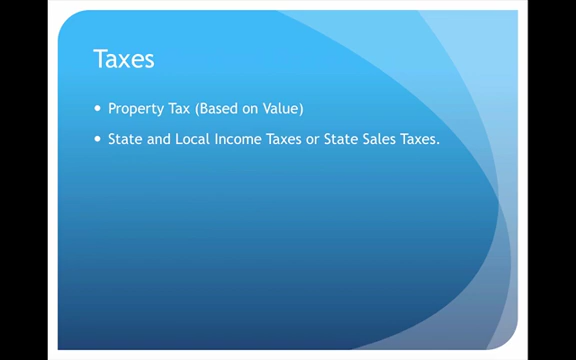 Taxes
• Property Tax (Based on Value)
• State and Local Income Taxes or State Sales Taxes.